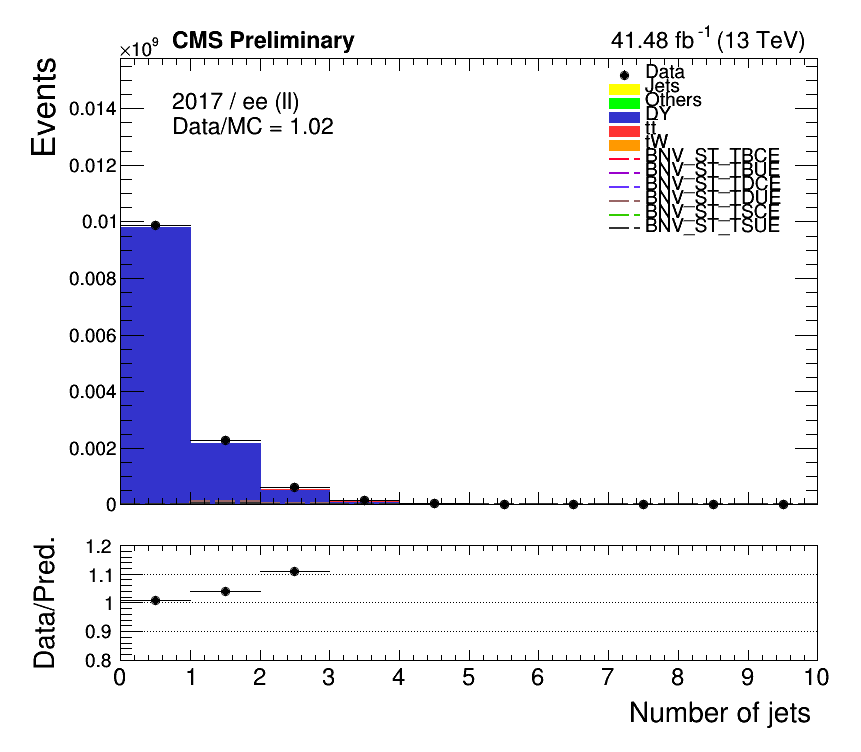 ×10⁹ CMS Preliminary 41.48 fb⁻¹ (13 TeV)
Events
2017 / ee (ll)
Data/MC = 1.02
Data
Jets
Others
DY
tt
tW
BNV_ST_TBCE
BNV_ST_TBUE
BNV_ST_TDCE
BNV_ST_TDUE
BNV_ST_TSCE
BNV_ST_TSUE
0.014
0.012
0.01
0.008
0.006
0.004
0.002
0
Data/Pred.
1.2
1.1
1
0.9
0.8
0 1 2 3 4 5 6 7 8 9 10
Number of jets